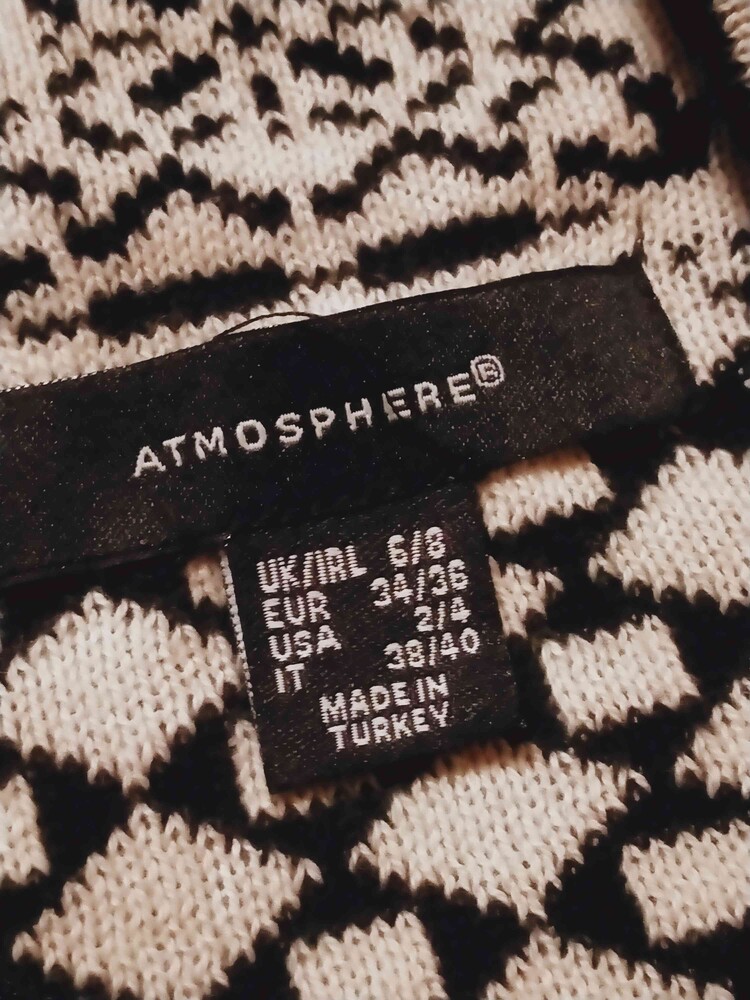 ATMOSPHERE®
UK/IRL 6/8
EUR 34/36
USA 2/4
IT 38/40
MADE IN
TURKEY